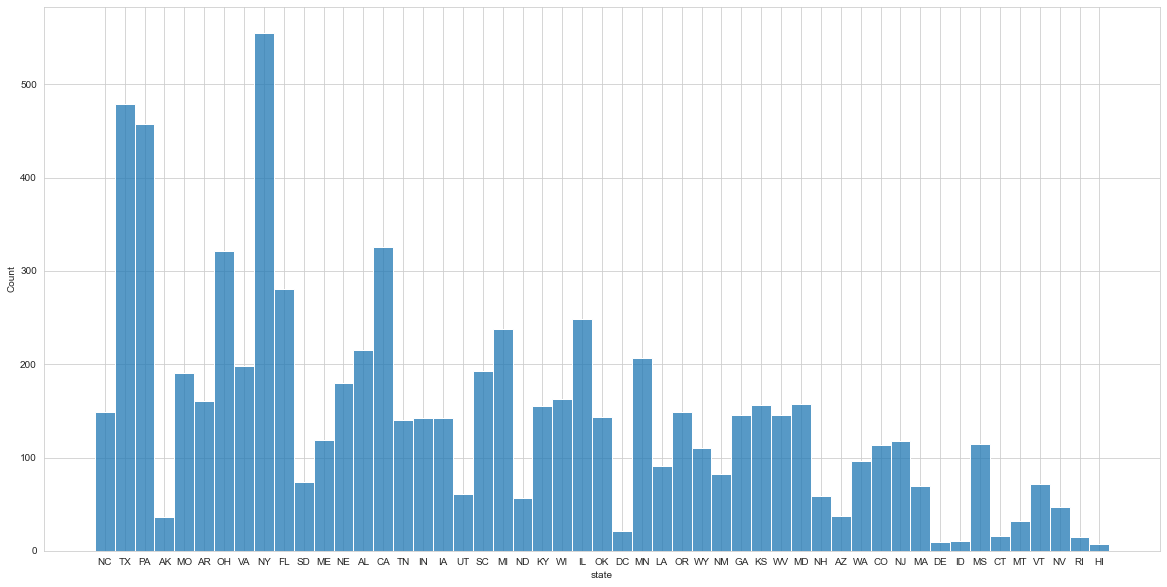 500
400
300
200
100
0
Count
NC TX PA AK MO AR OH VA NY FL SD ME NE AL CA TN IN IA UT SC MI ND KY WI IL OK DC MN LA OR WY NM GA KS WV MD NH AZ WA CO NJ MA DE ID MS CT MT VT NV RI HI
state